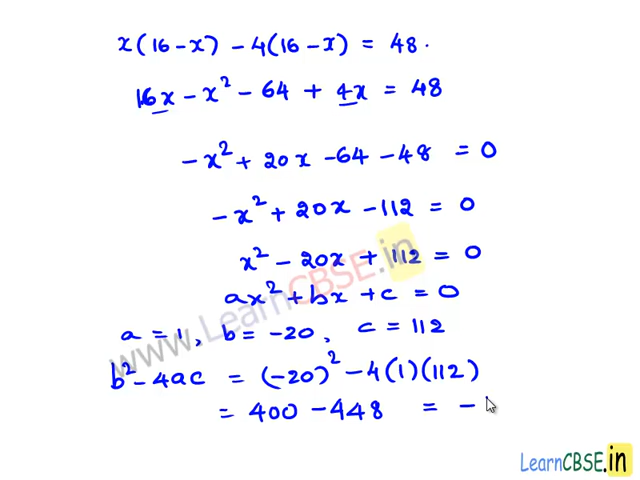 x(16-x) - 4(16-x) = 48.
16x - x² - 64 + 4x = 48
-x² + 20x - 64 - 48 = 0
-x² + 20x - 112 = 0
x² - 20x + 112 = 0
ax² + bx + c = 0
a = 1, b = -20, c = 112
b² - 4ac = (-20)² - 4(1)(112)
= 400 - 448 = -
www.LearnCBSE.in
LearnCBSE.in